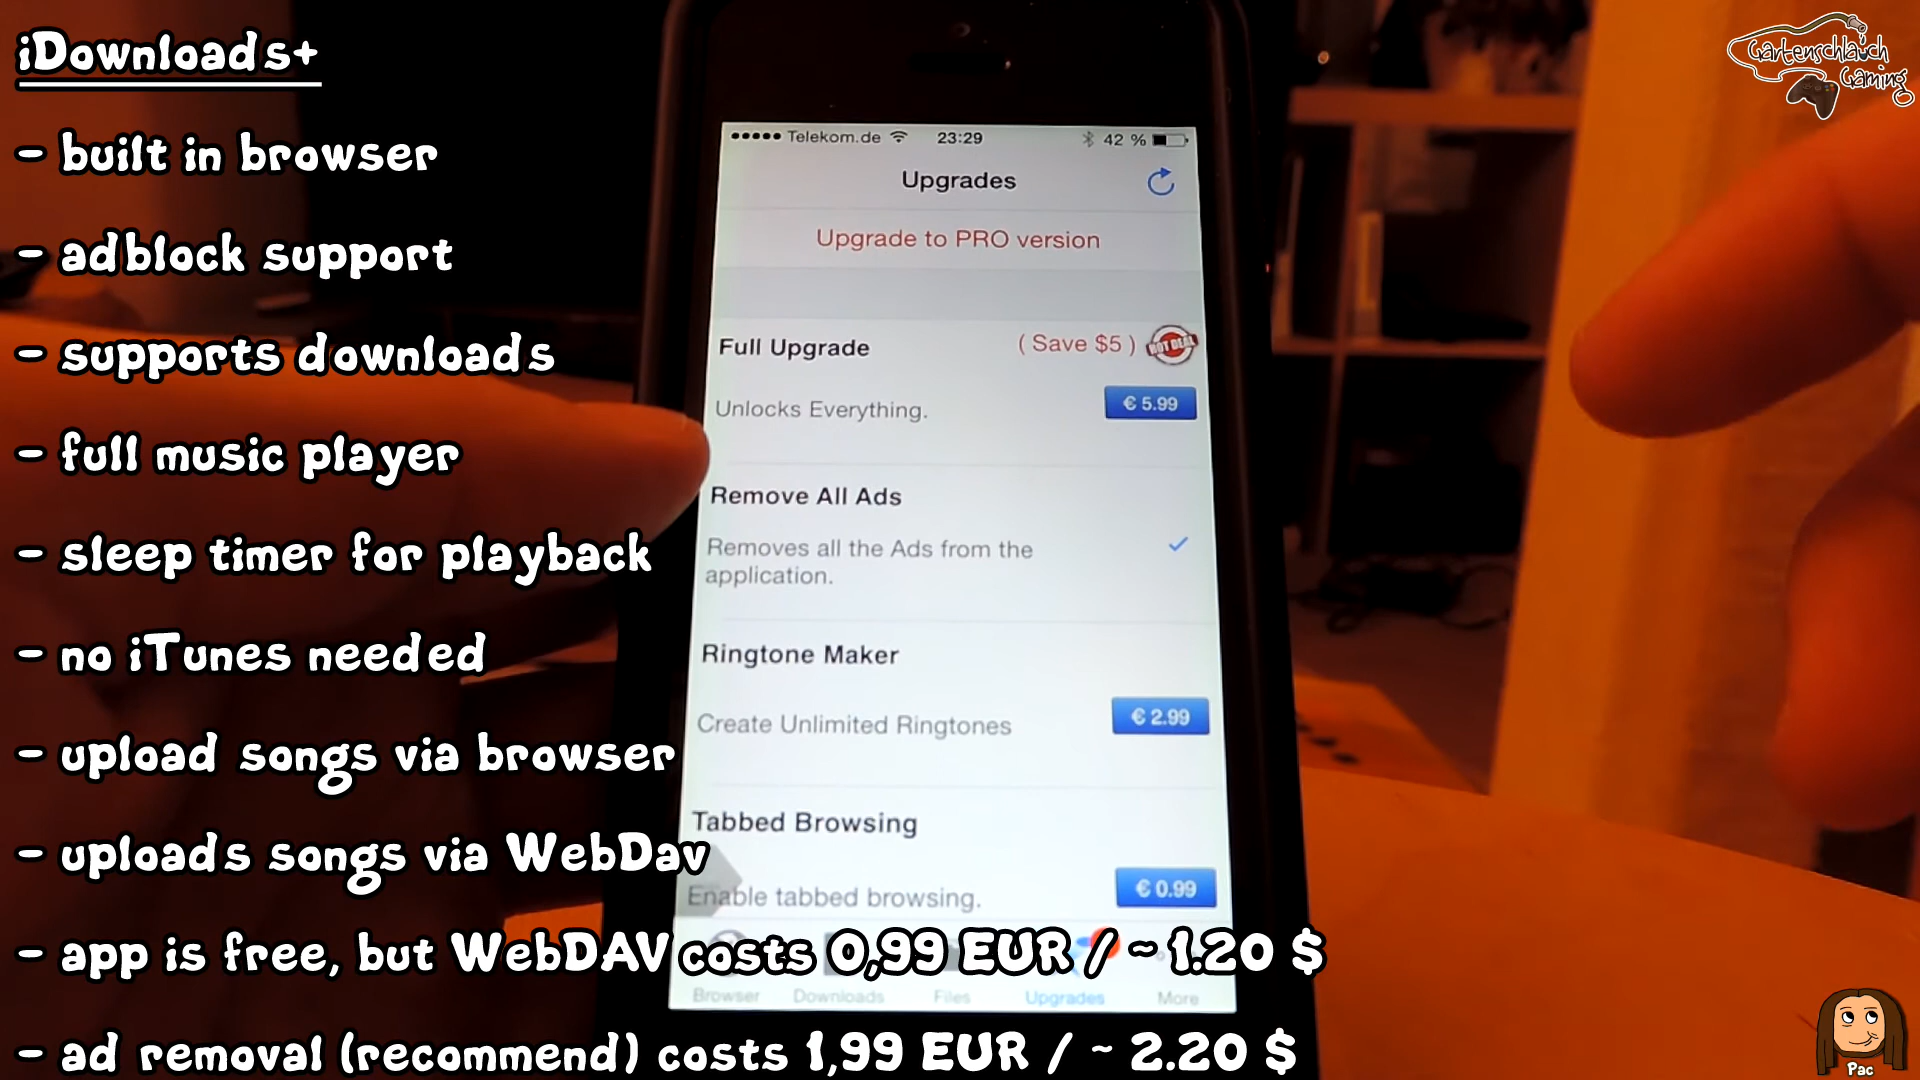 iDownloads+
- built in browser
- adblock support
- supports downloads
- full music player
- sleep timer for playback
- no iTunes needed
- upload songs via browser
- uploads songs via WebDav
- app is free, but WebDAV costs 0,99 EUR / ~ 1.20 $
- ad removal (recommend) costs 1,99 EUR / ~ 2.20 $
Telekom.de 23:29 42 %
Upgrades
Upgrade to PRO version
Full Upgrade ( Save $5 ) HOT DEAL
Unlocks Everything. € 5.99
Remove All Ads
Removes all the Ads from the
application.
Ringtone Maker
Create Unlimited Ringtones € 2.99
Tabbed Browsing
Enable tabbed browsing. € 0.99
Browser Downloads Files Upgrades More
Gartenschlauch
Gaming
Pac